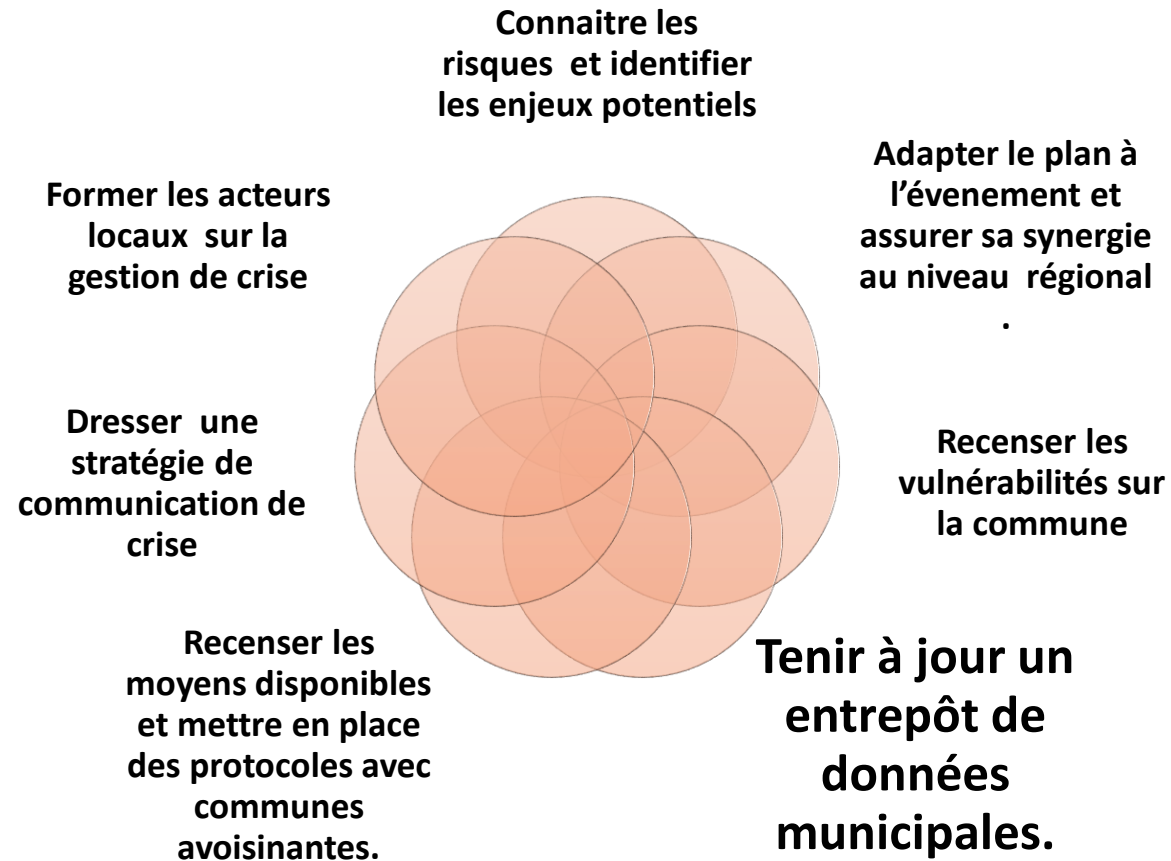 Connaitre les
risques et identifier
les enjeux potentiels
Adapter le plan à
l'évenement et
assurer sa synergie
au niveau régional
.
Recenser les
vulnérabilités sur
la commune
Tenir à jour un
entrepôt de
données
municipales.
Recenser les
moyens disponibles
et mettre en place
des protocoles avec
communes
avoisinantes.
Dresser une
stratégie de
communication de
crise
Former les acteurs
locaux sur la
gestion de crise